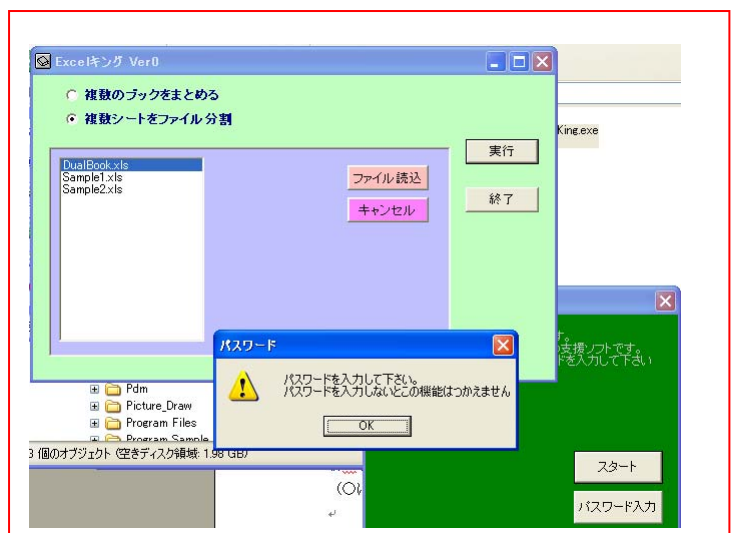 Excelキング Ver0
複数のブックをまとめる
複数シートをファイル分割
King.exe
実行
DualBook.xls
Sample1.xls
Sample2.xls
ファイル読込
終了
キャンセル
す。
支援ソフトです。
ドを入力して下さい
パスワード
パスワードを入力して下さい。
パスワードを入力しないとこの機能はつかえません
OK
Pdm
Picture_Draw
Program Files
Program Sample
3 個のオブジェクト (空きディスク領域: 1.98 GB)
スタート
パスワード入力